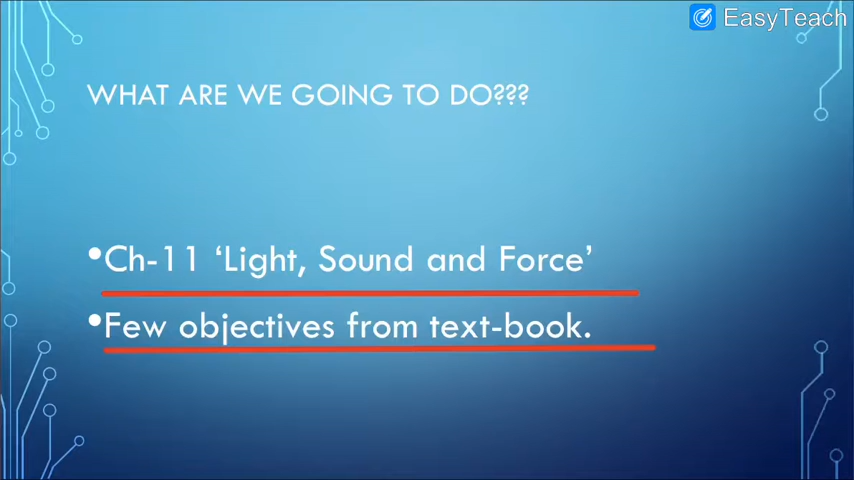 EasyTeach
WHAT ARE WE GOING TO DO???
•Ch-11 ‘Light, Sound and Force’
•Few objectives from text-book.